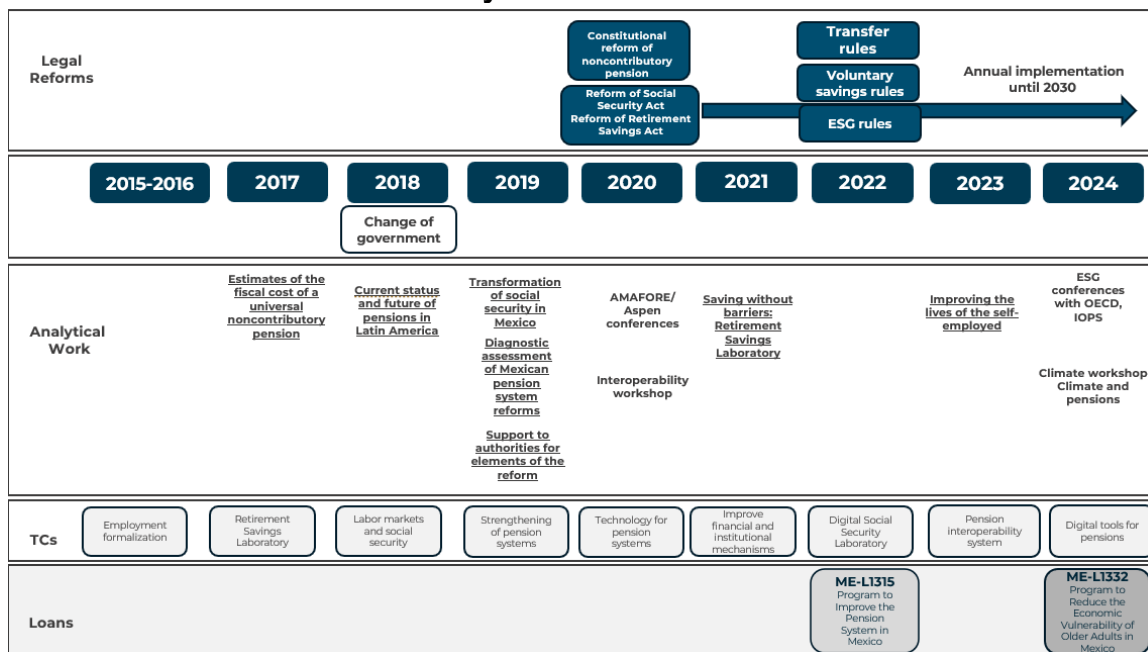 Legal
Reforms
Constitutional
reform of
noncontributory
pension
Reform of Social
Security Act
Reform of Retirement
Savings Act
Transfer
rules
Voluntary
savings rules
ESG rules
Annual implementation
until 2030
2015-2016
2017
2018
2019
2020
2021
2022
2023
2024
Change of
government
Analytical
Work
Estimates of the
fiscal cost of a
universal
noncontributory
pension
Current status
and future of
pensions in
Latin America
Transformation
of social
security in
Mexico
Diagnostic
assessment
of Mexican
pension
system
reforms
Support to
authorities for
elements of the
reform
AMAFORE/
Aspen
conferences
Interoperability
workshop
Saving without
barriers:
Retirement
Savings
Laboratory
Improving the
lives of the self-
employed
ESG
conferences
with OECD,
IOPS
Climate workshop
Climate and
pensions
TCs
Employment
formalization
Retirement
Savings
Laboratory
Labor markets
and social
security
Strengthening
of pension
systems
Technology for
pension
systems
Improve
financial and
institutional
mechanisms
Digital Social
Security
Laboratory
Pension
interoperability
system
Digital tools for
pensions
Loans
ME-L1315
Program to
Improve the
Pension
System in
Mexico
ME-L1332
Program to
Reduce the
Economic
Vulnerability of
Older Adults in
Mexico